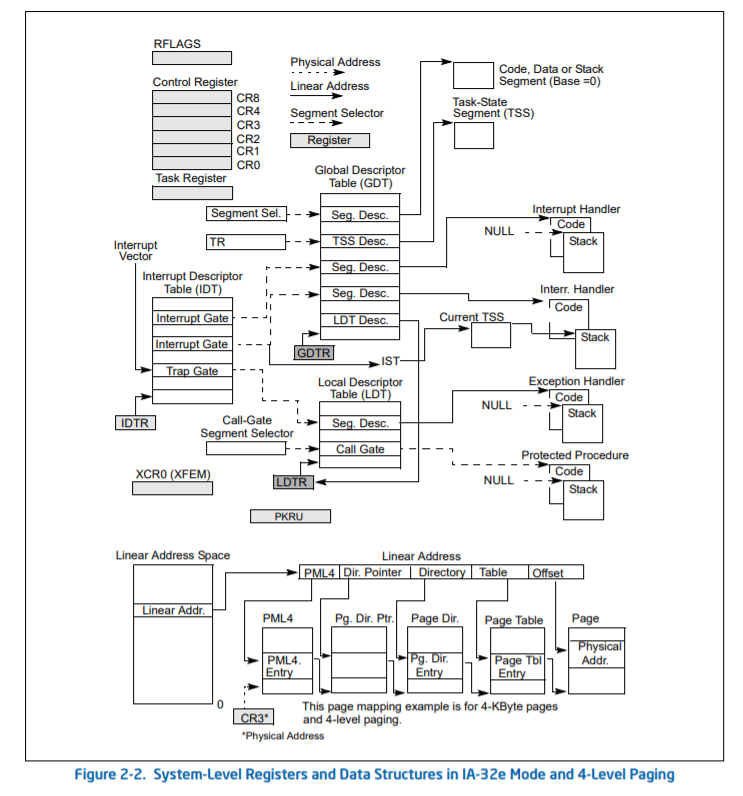 RFLAGS
Control Register
CR8
CR4
CR3
CR2
CR1
CR0
Task Register
Physical Address
Linear Address
Segment Selector
Register
Code, Data or Stack
Segment (Base =0)
Task-State
Segment (TSS)
Global Descriptor
Table (GDT)
Segment Sel.
Seg. Desc.
TR
TSS Desc.
Seg. Desc.
Seg. Desc.
LDT Desc.
GDTR
Interrupt
Vector
Interrupt Descriptor
Table (IDT)
Interrupt Gate
Interrupt Gate
Trap Gate
IDTR
Interrupt Handler
Code
NULL
Stack
Interr. Handler
Code
Current TSS
Stack
IST
Local Descriptor
Table (LDT)
Call-Gate
Segment Selector
Seg. Desc.
Call Gate
LDTR
Exception Handler
Code
NULL
Stack
Protected Procedure
Code
NULL
Stack
XCR0 (XFEM)
PKRU
Linear Address Space
Linear Addr.
0
Linear Address
PML4 Dir. Pointer Directory Table Offset
PML4
PML4.
Entry
Pg. Dir. Ptr.
Page Dir.
Pg. Dir.
Entry
Page Table
Page Tbl
Entry
Page
Physical
Addr.
CR3*
*Physical Address
This page mapping example is for 4-KByte pages
and 4-level paging.
Figure 2-2. System-Level Registers and Data Structures in IA-32e Mode and 4-Level Paging